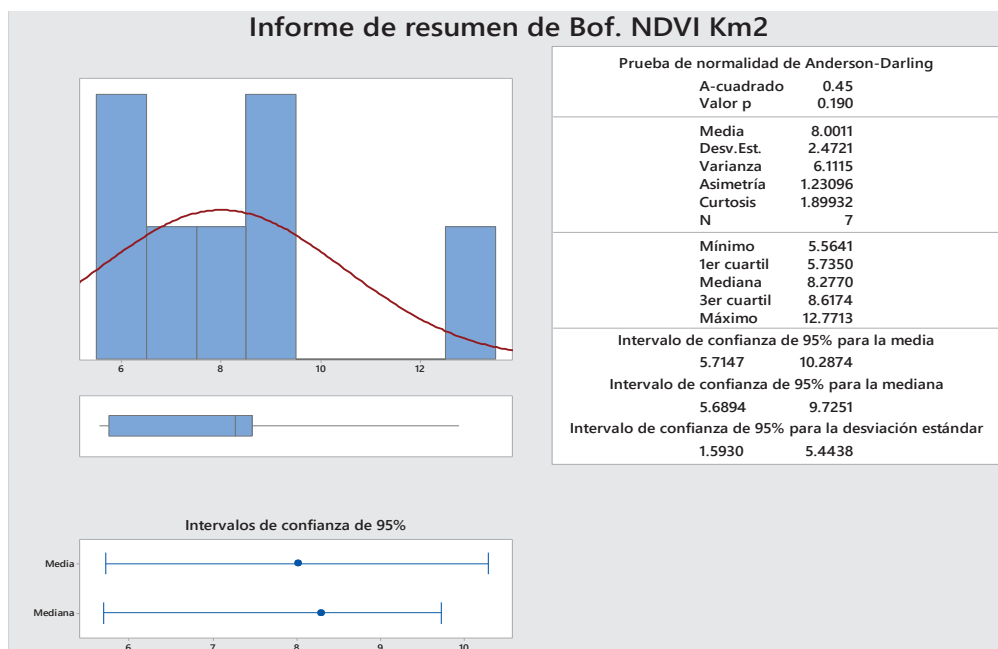 Informe de resumen de Bof. NDVI Km2
6 8 10 12
Intervalos de confianza de 95%
Media
Mediana
6 7 8 9 10
Prueba de normalidad de Anderson-Darling
A-cuadrado 0.45
Valor p 0.190
Media 8.0011
Desv.Est. 2.4721
Varianza 6.1115
Asimetría 1.23096
Curtosis 1.89932
N 7
Mínimo 5.5641
1er cuartil 5.7350
Mediana 8.2770
3er cuartil 8.6174
Máximo 12.7713
Intervalo de confianza de 95% para la media
5.7147 10.2874
Intervalo de confianza de 95% para la mediana
5.6894 9.7251
Intervalo de confianza de 95% para la desviación estándar
1.5930 5.4438